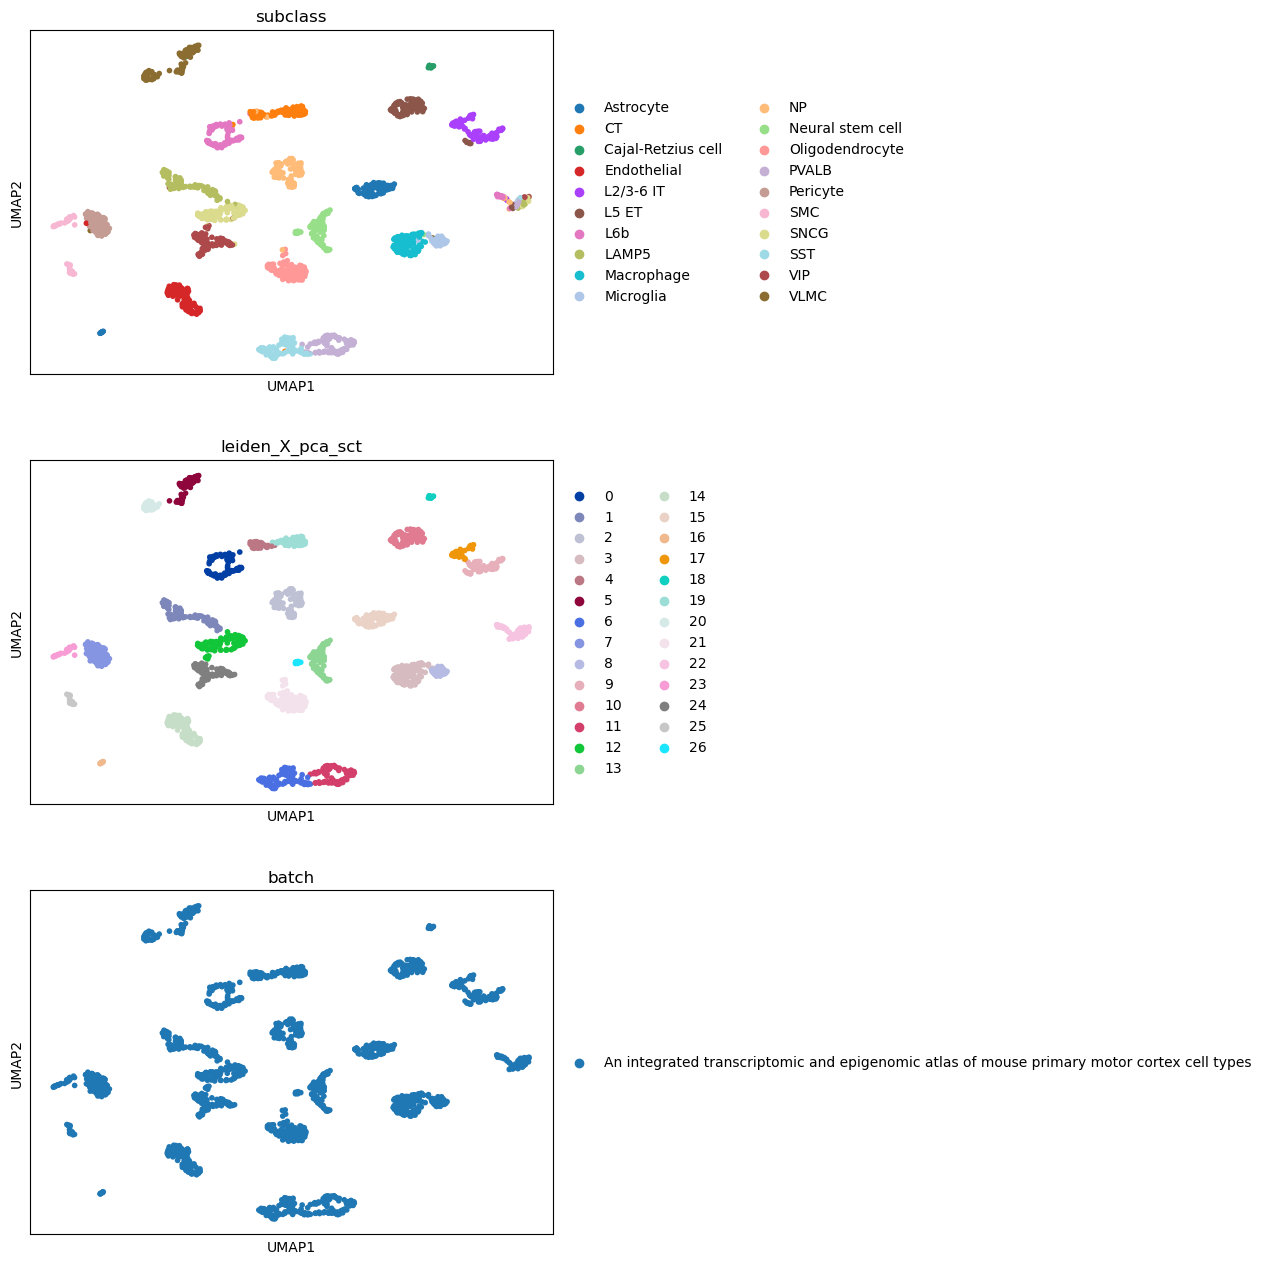 subclass
UMAP2
UMAP1
Astrocyte
CT
Cajal-Retzius cell
Endothelial
L2/3-6 IT
L5 ET
L6b
LAMP5
Macrophage
Microglia
NP
Neural stem cell
Oligodendrocyte
PVALB
Pericyte
SMC
SNCG
SST
VIP
VLMC
leiden_X_pca_sct
UMAP2
UMAP1
0
1
2
3
4
5
6
7
8
9
10
11
12
13
14
15
16
17
18
19
20
21
22
23
24
25
26
batch
UMAP2
UMAP1
An integrated transcriptomic and epigenomic atlas of mouse primary motor cortex cell types